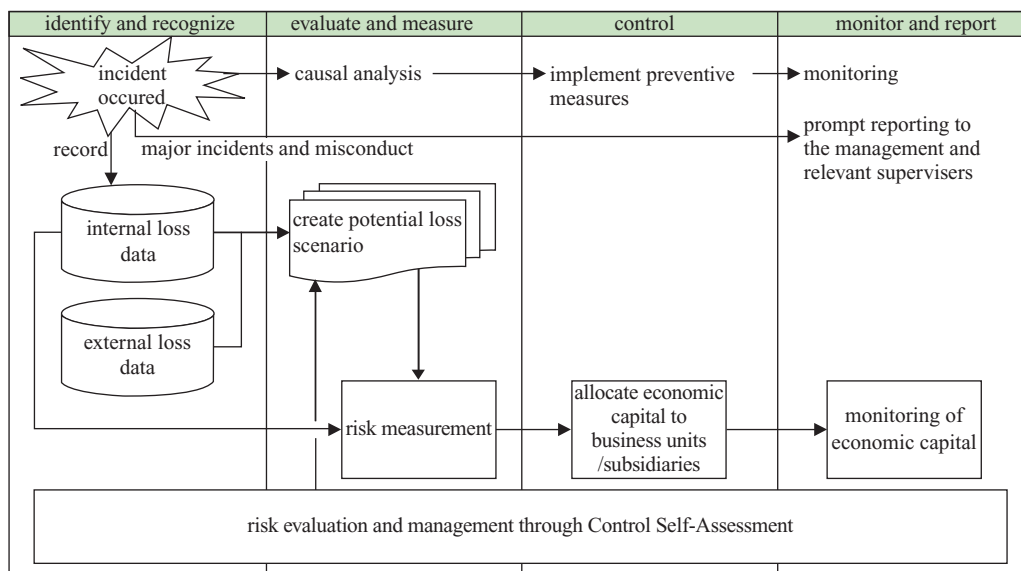 identify and recognize
evaluate and measure
control
monitor and report
incident
occured
causal analysis
implement preventive
measures
monitoring
record
major incidents and misconduct
prompt reporting to
the management and
relevant supervisers
internal loss
data
create potential loss
scenario
external loss
data
risk measurement
allocate economic
capital to
business units
/subsidiaries
monitoring of
economic capital
risk evaluation and management through Control Self-Assessment